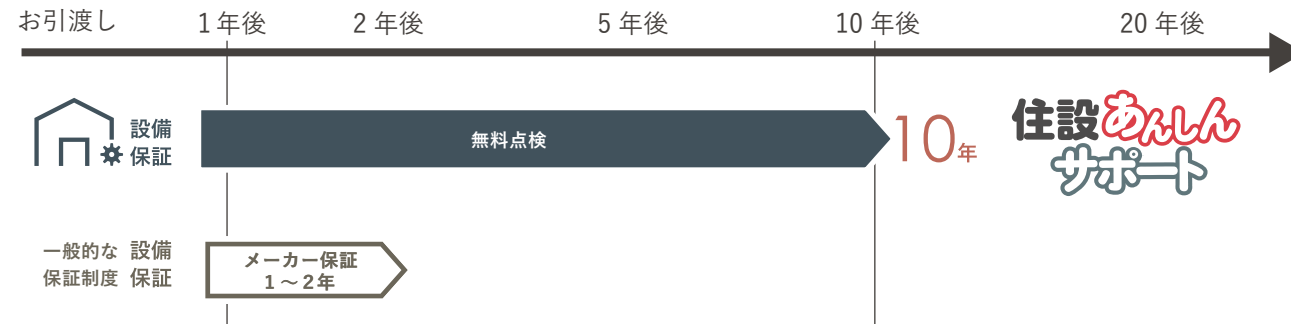 お引渡し 1年後 2 年後 5 年後 10 年後 20 年後
設備
保証
無料点検
10年
住設あんしん
サポート
一般的な 設備
保証制度 保証
メーカー保証
1～2年